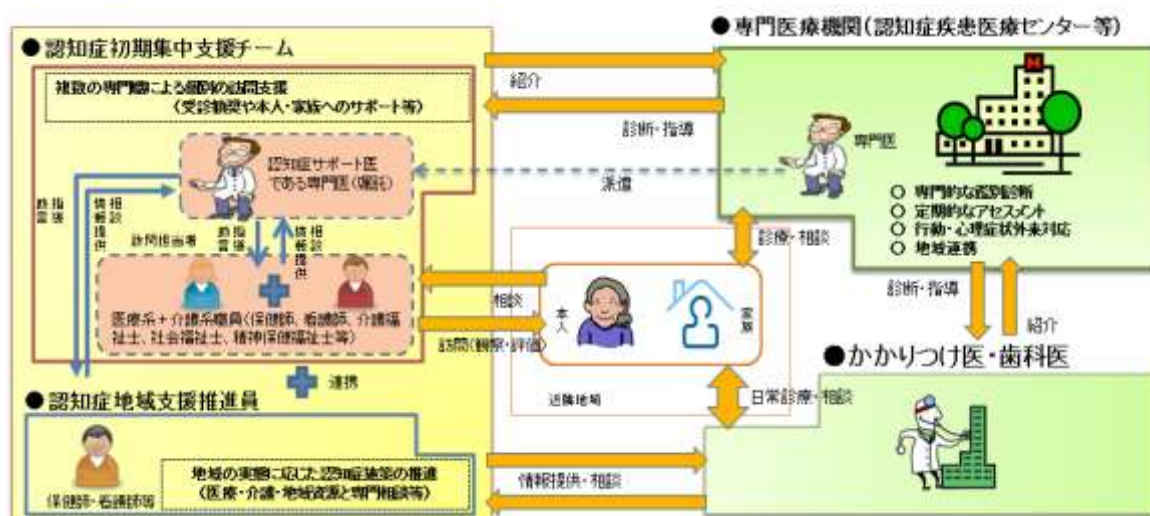 ●認知症初期集中支援チーム
複数の専門職による個別の訪問支援
(受診勧奨や本人・家族へのサポート等)
認知症サポート医
である専門医(嘱託)
指導
助言
相談
情報提供
訪問担当者
指導
助言
相談
情報提供
医療系+介護系職員(保健師、看護師、介護福
祉士、社会福祉士、精神保健福祉士等)
連携
●認知症地域支援推進員
保健師・看護師等
地域の実態に応じた認知症施策の推進
(医療・介護・地域資源と専門相談等)
紹介
診断・指導
派遣
相談
訪問(観察・評価)
本人
家族
近隣地域
診療・相談
日常診療・相談
情報提供・相談
●専門医療機関(認知症疾患医療センター等)
H
専門医
○ 専門的な鑑別診断
○ 定期的なアセスメント
○ 行動・心理症状外来対応
○ 地域連携
診断・指導
紹介
●かかりつけ医・歯科医